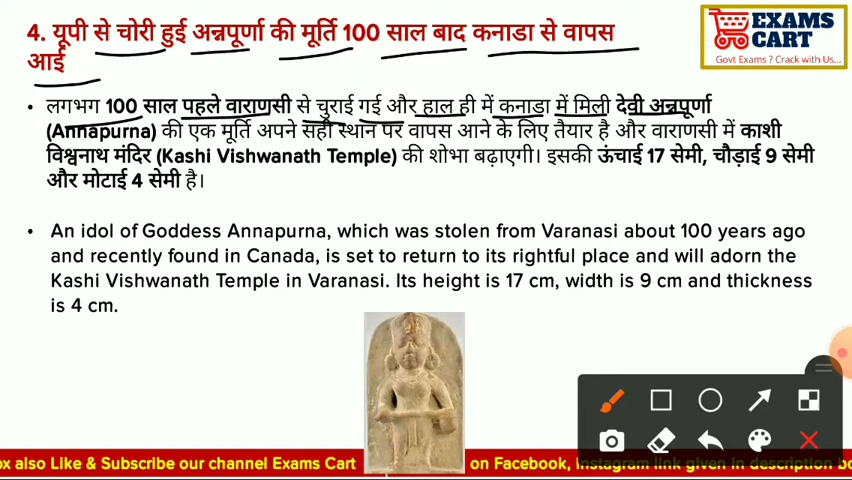 4. यूपी से चोरी हुई अन्नपूर्णा की मूर्ति 100 साल बाद कनाडा से वापस
आई
EXAMS
CART
Govt Exams ? Crack with Us...
• लगभग 100 साल पहले वाराणसी से चुराई गई और हाल ही में कनाडा में मिली देवी अन्नपूर्णा
(Annapurna) की एक मूर्ति अपने सही स्थान पर वापस आने के लिए तैयार है और वाराणसी में काशी
विश्वनाथ मंदिर (Kashi Vishwanath Temple) की शोभा बढ़ाएगी। इसकी ऊंचाई 17 सेमी, चौड़ाई 9 सेमी
और मोटाई 4 सेमी है।
• An idol of Goddess Annapurna, which was stolen from Varanasi about 100 years ago
and recently found in Canada, is set to return to its rightful place and will adorn the
Kashi Vishwanath Temple in Varanasi. Its height is 17 cm, width is 9 cm and thickness
is 4 cm.
also Like & Subscribe our channel Exams Cart on Facebook, Instagram link given in description